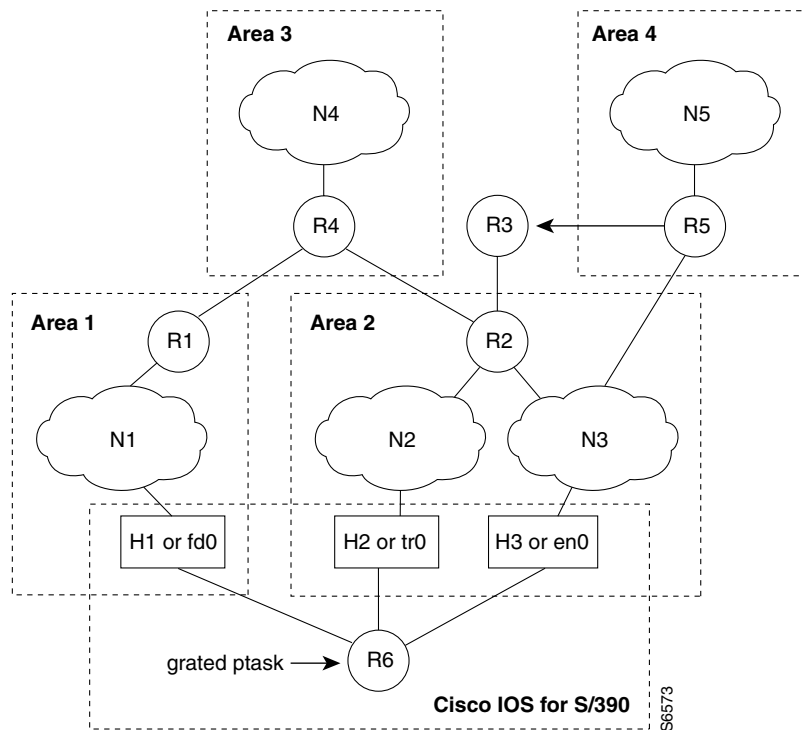 Area 3
Area 4
N4
N5
R4
R3
R5
Area 1
Area 2
R1
R2
N1
N2
N3
H1 or fd0
H2 or tr0
H3 or en0
grated ptask
R6
Cisco IOS for S/390
S6573